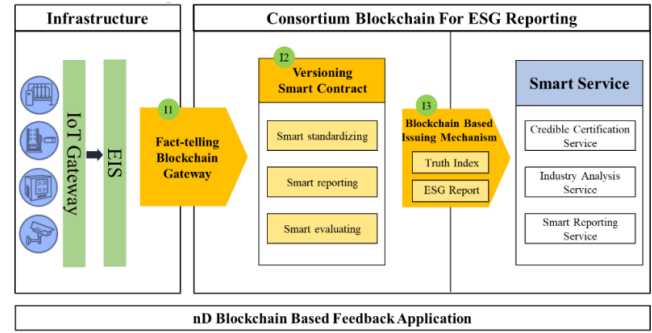 Infrastructure
Consortium Blockchain For ESG Reporting
IoT Gateway
EIS
I1
Fact-telling
Blockchain
Gateway
I2
Versioning
Smart Contract
Smart standardizing
Smart reporting
Smart evaluating
I3
Blockchain Based
Issuing Mechanism
Truth Index
ESG Report
Smart Service
Credible Certification
Service
Industry Analysis
Service
Smart Reporting
Service
nD Blockchain Based Feedback Application